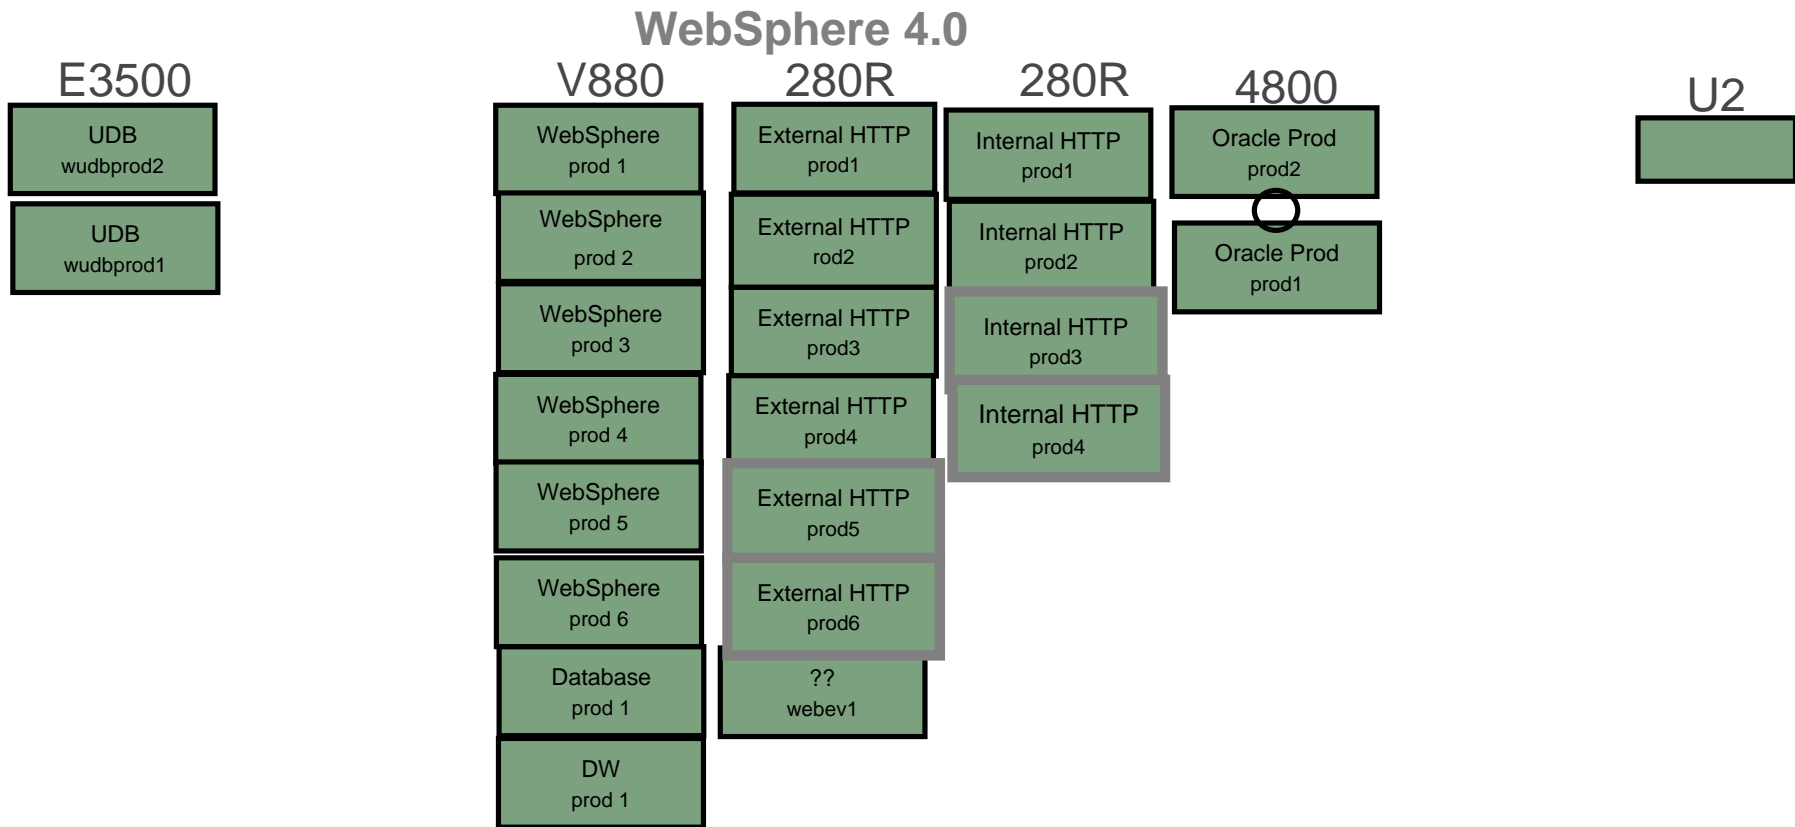 WebSphere 4.0
E3500
UDB
wudbprod2
UDB
wudbprod1
V880
WebSphere
prod 1
WebSphere
prod 2
WebSphere
prod 3
WebSphere
prod 4
WebSphere
prod 5
WebSphere
prod 6
Database
prod 1
DW
prod 1
280R
External HTTP
prod1
External HTTP
rod2
External HTTP
prod3
External HTTP
prod4
External HTTP
prod5
External HTTP
prod6
??
webev1
280R
Internal HTTP
prod1
Internal HTTP
prod2
Internal HTTP
prod3
Internal HTTP
prod4
4800
Oracle Prod
prod2
Oracle Prod
prod1
U2